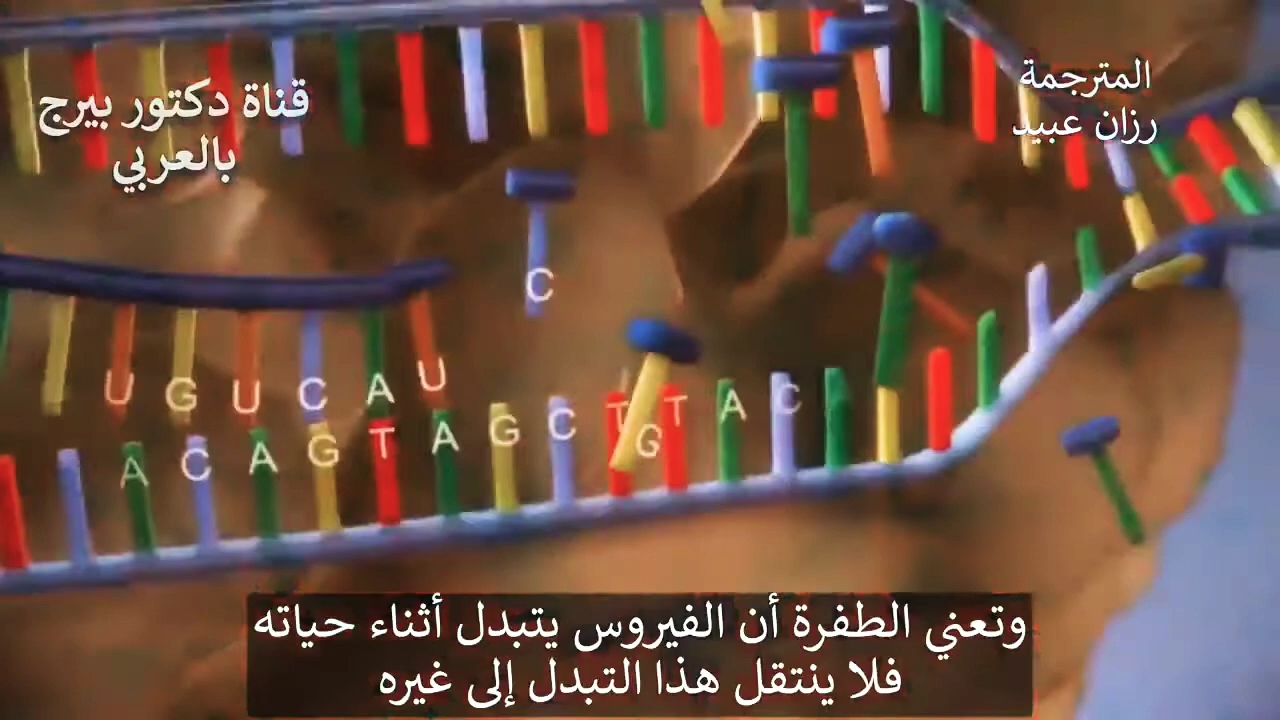 قناة دكتور بيرج
بالعربي
المترجمة
رزان عبيد
C
U G U C A U
A C A G T A G C T G T A C
وتعني الطفرة أن الفيروس يتبدل أثناء حياته
فلا ينتقل هذا التبدل إلى غيره